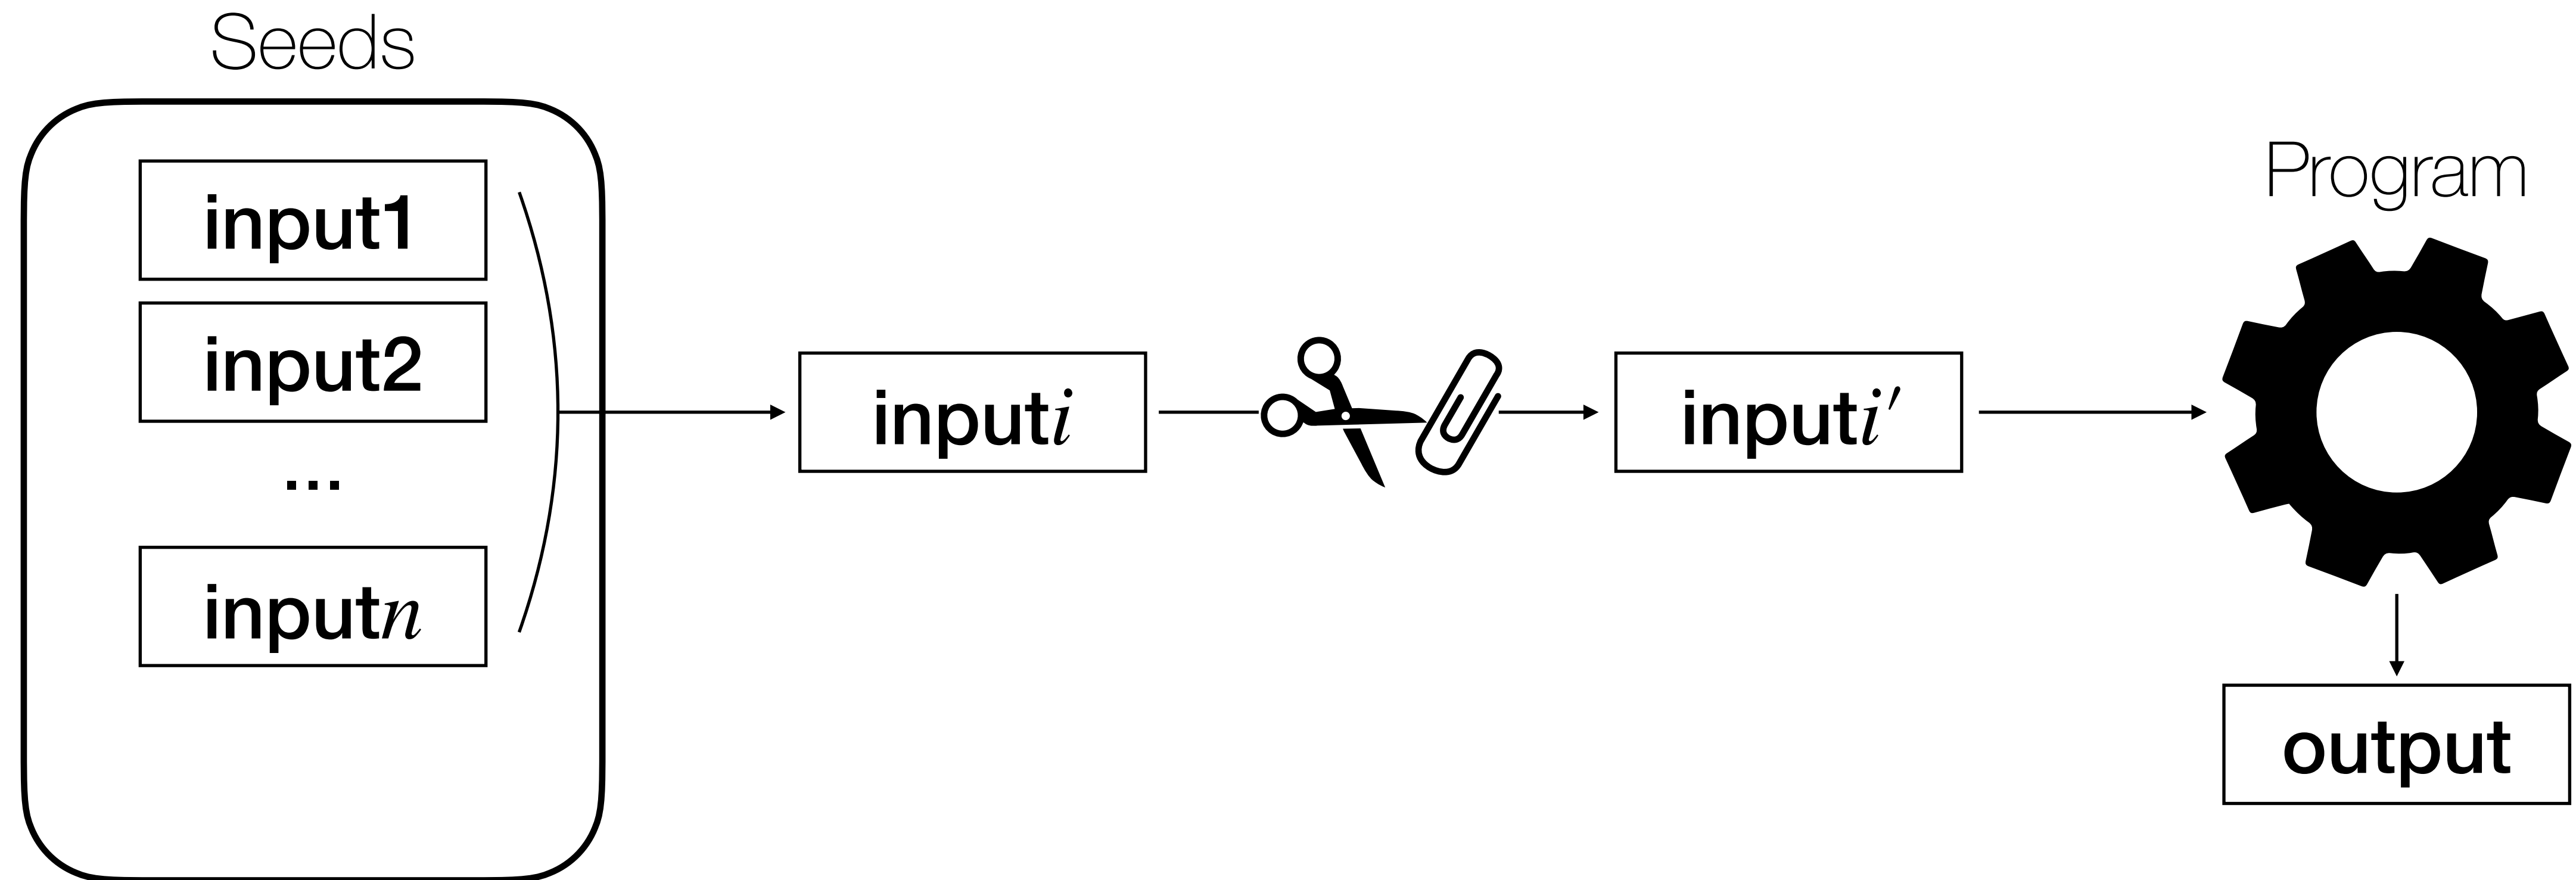 Seeds
input1
input2
...
inputn
inputi
inputi′
Program
output